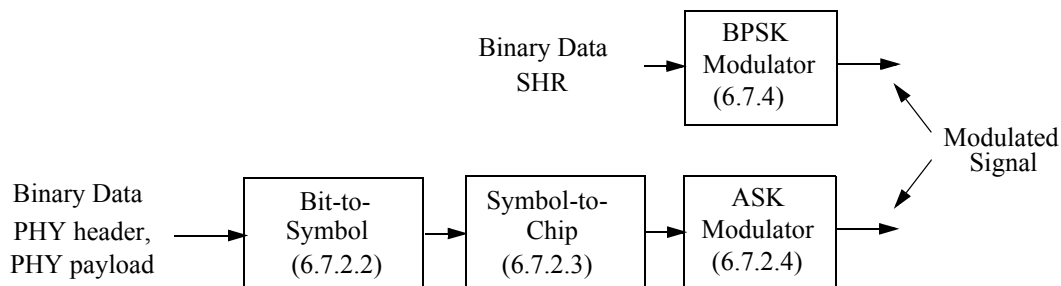 Binary Data
SHR
BPSK
Modulator
(6.7.4)
Modulated
Signal
Binary Data
PHY header,
PHY payload
Bit-to-
Symbol
(6.7.2.2)
Symbol-to-
Chip
(6.7.2.3)
ASK
Modulator
(6.7.2.4)